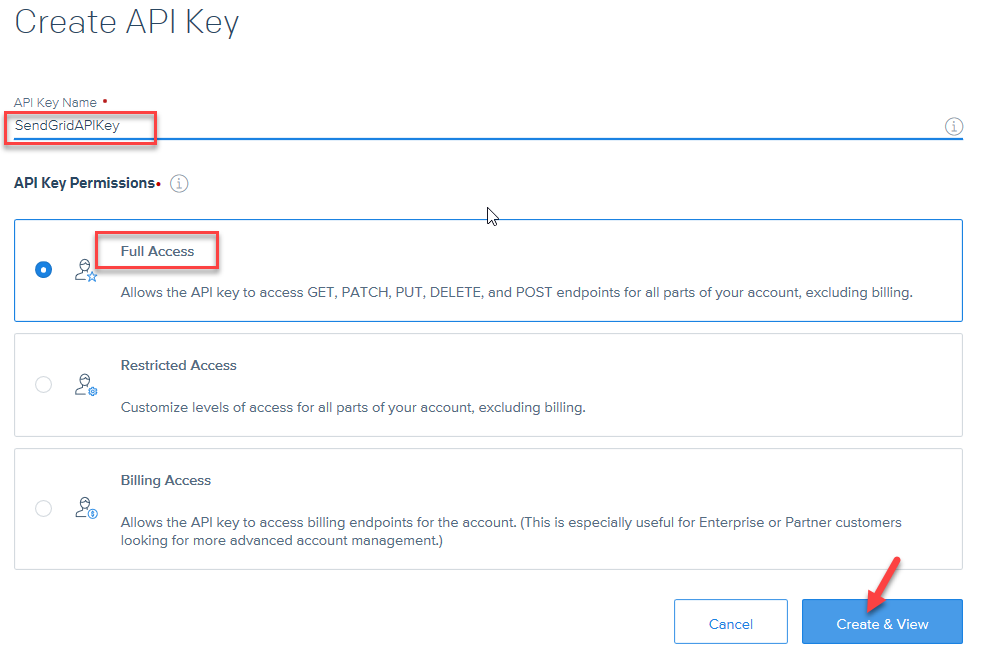 Create API Key
API Key Name •
SendGridAPIKey
API Key Permissions•
Full Access
Allows the API key to access GET, PATCH, PUT, DELETE, and POST endpoints for all parts of your account, excluding billing.
Restricted Access
Customize levels of access for all parts of your account, excluding billing.
Billing Access
Allows the API key to access billing endpoints for the account. (This is especially useful for Enterprise or Partner customers
looking for more advanced account management.)
Cancel
Create & View